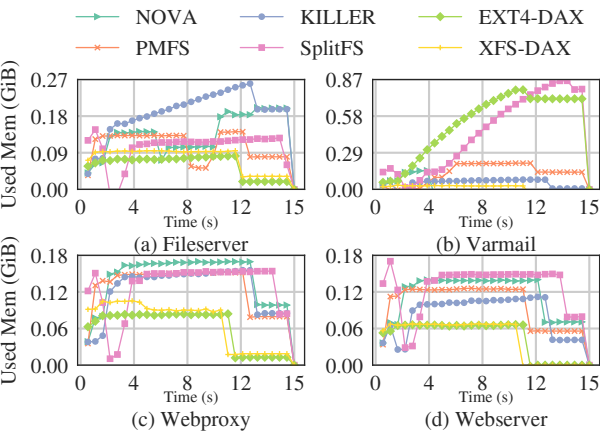 NOVA KILLER EXT4-DAX
PMFS SplitFS XFS-DAX
Used Mem (GiB)
0.27
0.18
0.09
0.00
0 4 8 12 15
Time (s)
(a) Fileserver
0.87
0.58
0.29
0.00
0 4 8 12 15
Time (s)
(b) Varmail
Used Mem (GiB)
0.18
0.12
0.06
0.00
0 4 8 12 15
Time (s)
(c) Webproxy
0.18
0.12
0.06
0.00
0 4 8 12 15
Time (s)
(d) Webserver